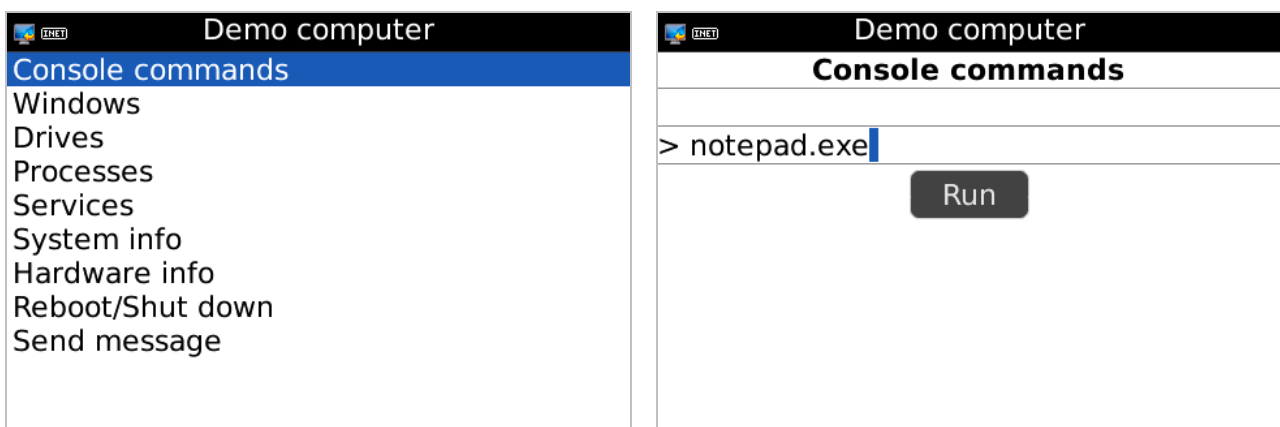 INET Demo computer
Console commands
Windows
Drives
Processes
Services
System info
Hardware info
Reboot/Shut down
Send message
INET Demo computer
Console commands
> notepad.exe
Run